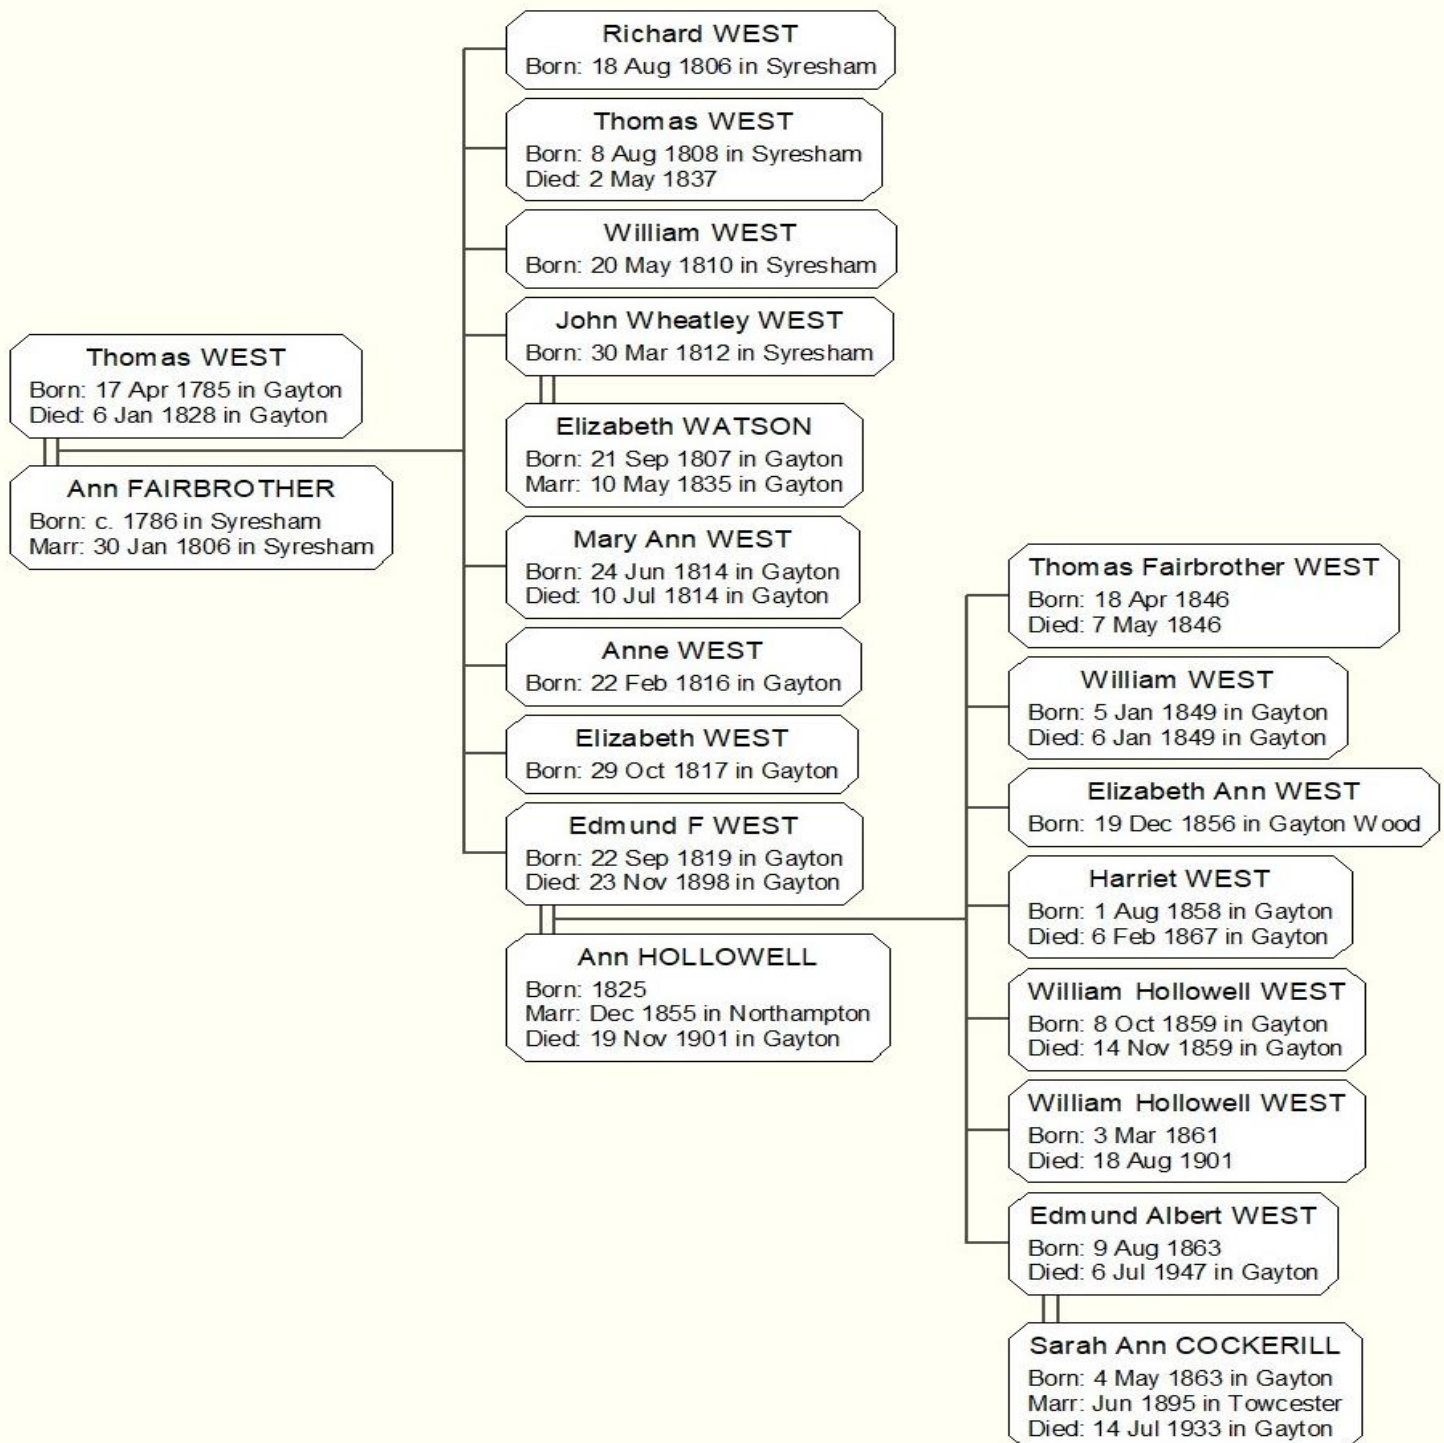 Thomas WEST
Born: 17 Apr 1785 in Gayton
Died: 6 Jan 1828 in Gayton
Ann FAIRBROTHER
Born: c. 1786 in Syresham
Marr: 30 Jan 1806 in Syresham
Richard WEST
Born: 18 Aug 1806 in Syresham
Thomas WEST
Born: 8 Aug 1808 in Syresham
Died: 2 May 1837
William WEST
Born: 20 May 1810 in Syresham
John Wheatley WEST
Born: 30 Mar 1812 in Syresham
Elizabeth WATSON
Born: 21 Sep 1807 in Gayton
Marr: 10 May 1835 in Gayton
Mary Ann WEST
Born: 24 Jun 1814 in Gayton
Died: 10 Jul 1814 in Gayton
Anne WEST
Born: 22 Feb 1816 in Gayton
Elizabeth WEST
Born: 29 Oct 1817 in Gayton
Edmund F WEST
Born: 22 Sep 1819 in Gayton
Died: 23 Nov 1898 in Gayton
Ann HOLLOWELL
Born: 1825
Marr: Dec 1855 in Northampton
Died: 19 Nov 1901 in Gayton
Thomas Fairbrother WEST
Born: 18 Apr 1846
Died: 7 May 1846
William WEST
Born: 5 Jan 1849 in Gayton
Died: 6 Jan 1849 in Gayton
Elizabeth Ann WEST
Born: 19 Dec 1856 in Gayton Wood
Harriet WEST
Born: 1 Aug 1858 in Gayton
Died: 6 Feb 1867 in Gayton
William Hollowell WEST
Born: 8 Oct 1859 in Gayton
Died: 14 Nov 1859 in Gayton
William Hollowell WEST
Born: 3 Mar 1861
Died: 18 Aug 1901
Edmund Albert WEST
Born: 9 Aug 1863
Died: 6 Jul 1947 in Gayton
Sarah Ann COCKERILL
Born: 4 May 1863 in Gayton
Marr: Jun 1895 in Towcester
Died: 14 Jul 1933 in Gayton